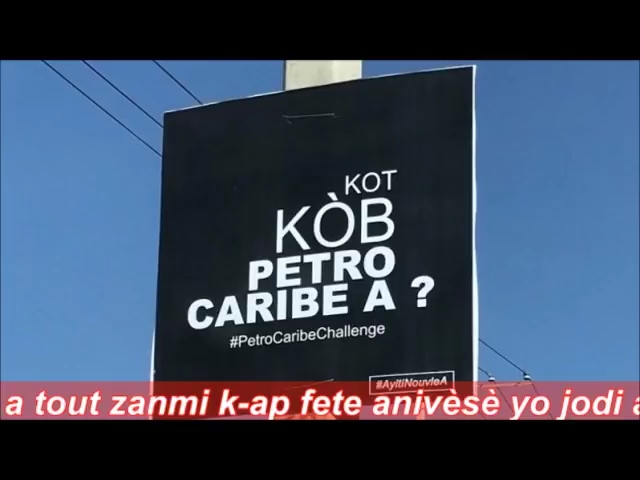 KOT
KÒB
PETRO
CARIBE A ?
#PetroCaribeChallenge
#AyitiNouvleA
a tout zanmi k-ap fete anivèsè yo jodi a